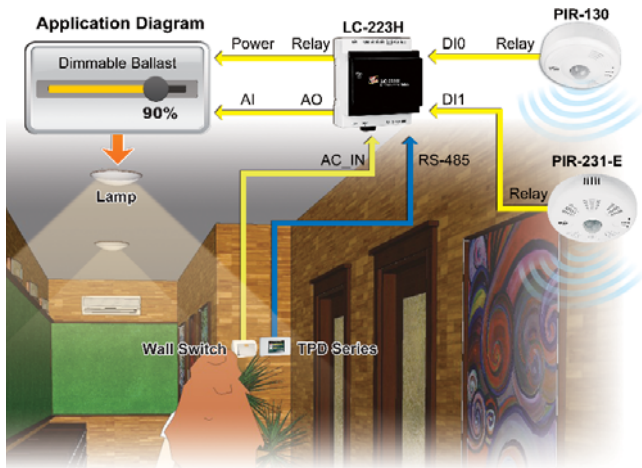 Application Diagram
LC-223H
PIR-130
Power Relay
DI0 Relay
Dimmable Ballast
90%
AI AO
DI1
AC_IN
RS-485
PIR-231-E
Relay
Lamp
Wall Switch
TPD Series